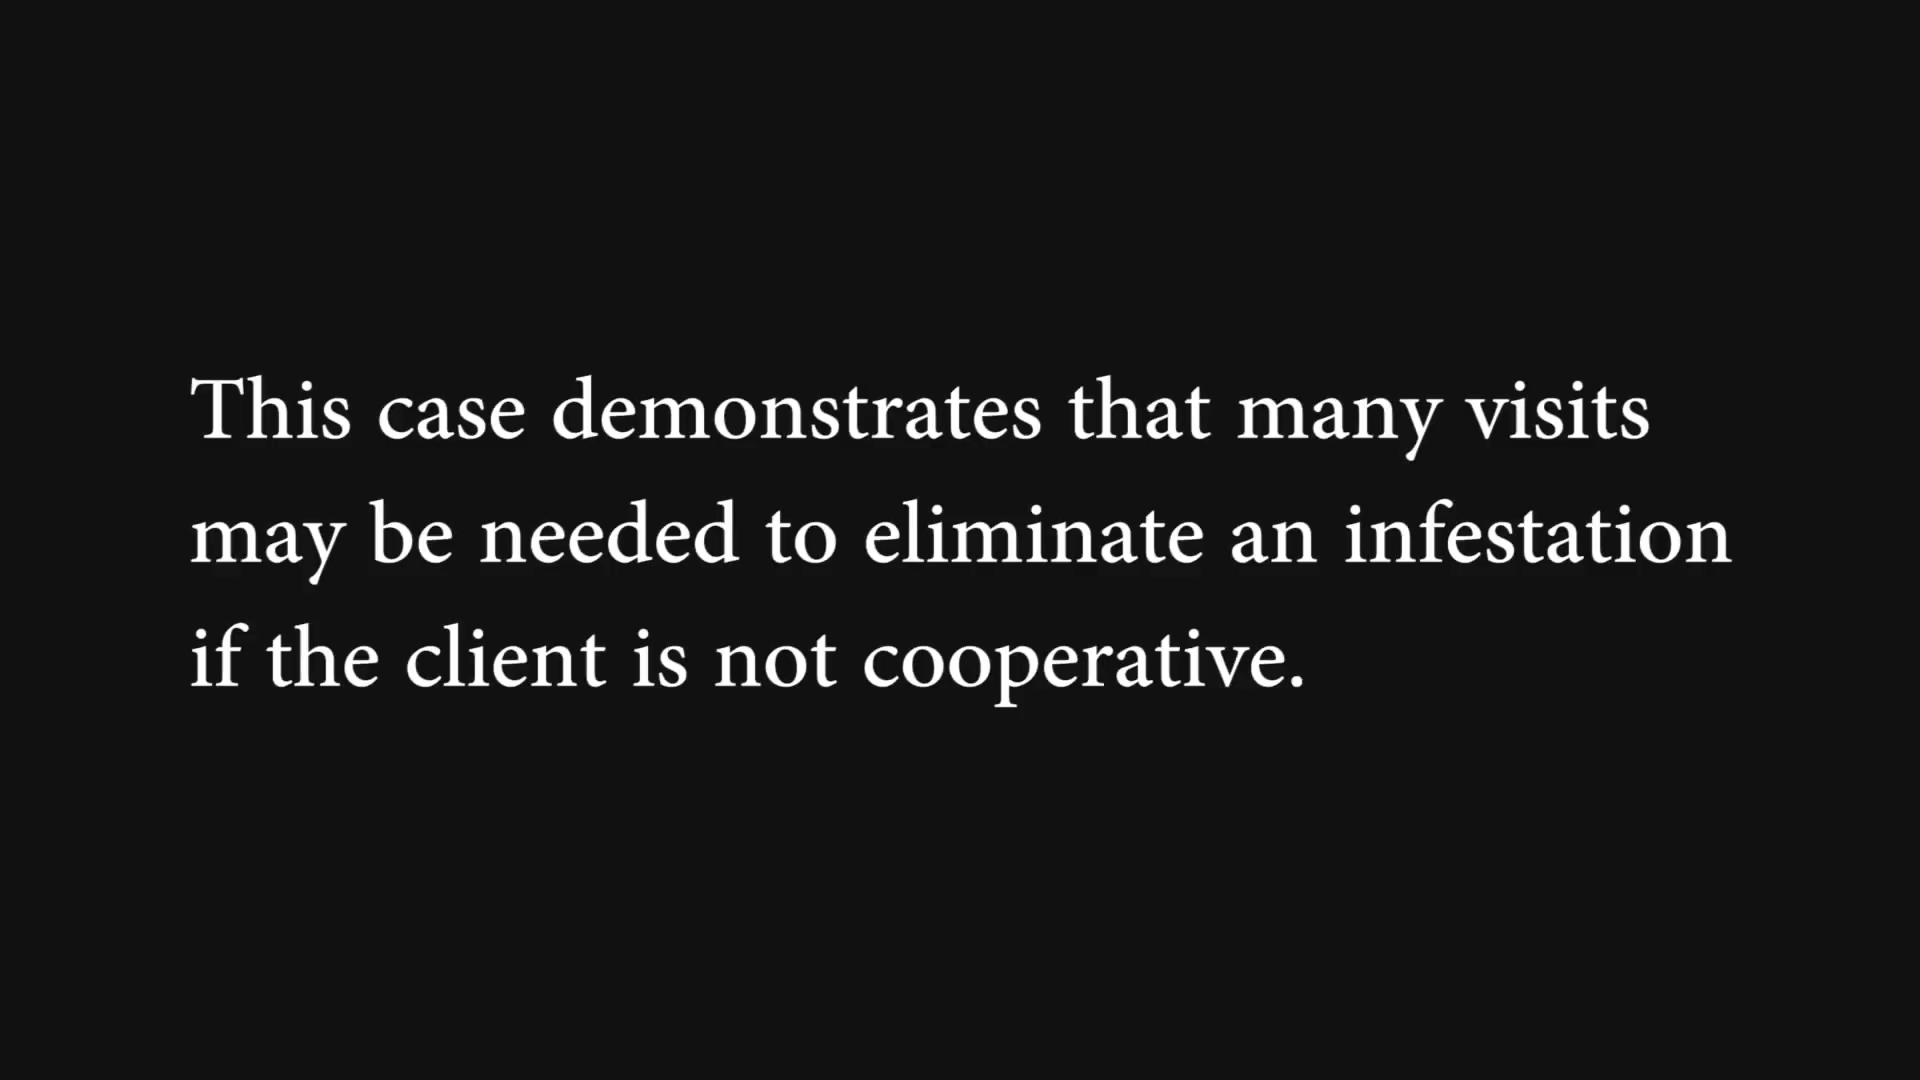 This case demonstrates that many visits
may be needed to eliminate an infestation
if the client is not cooperative.